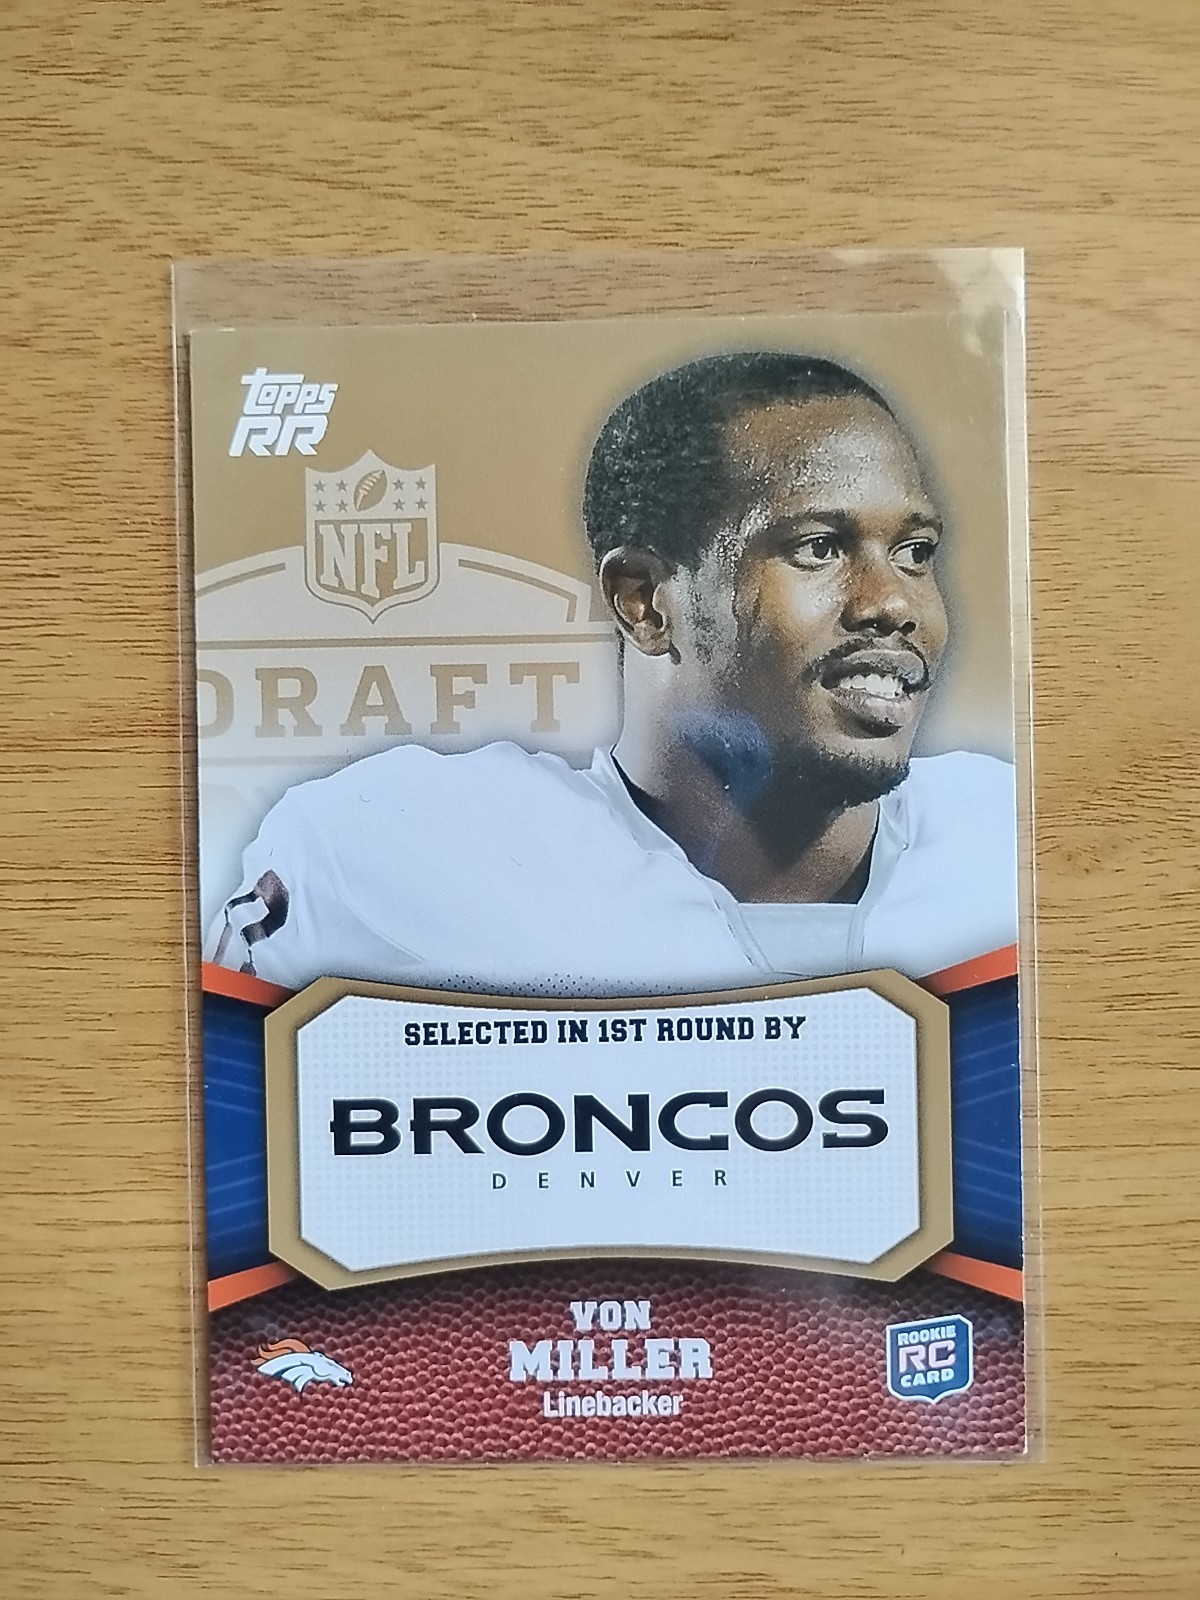 topps
RR
NFL
DRAFT
SELECTED IN 1ST ROUND BY
BRONCOS
DENVER
VON
MILLER
Linebacker
ROOKIE
RC
CARD